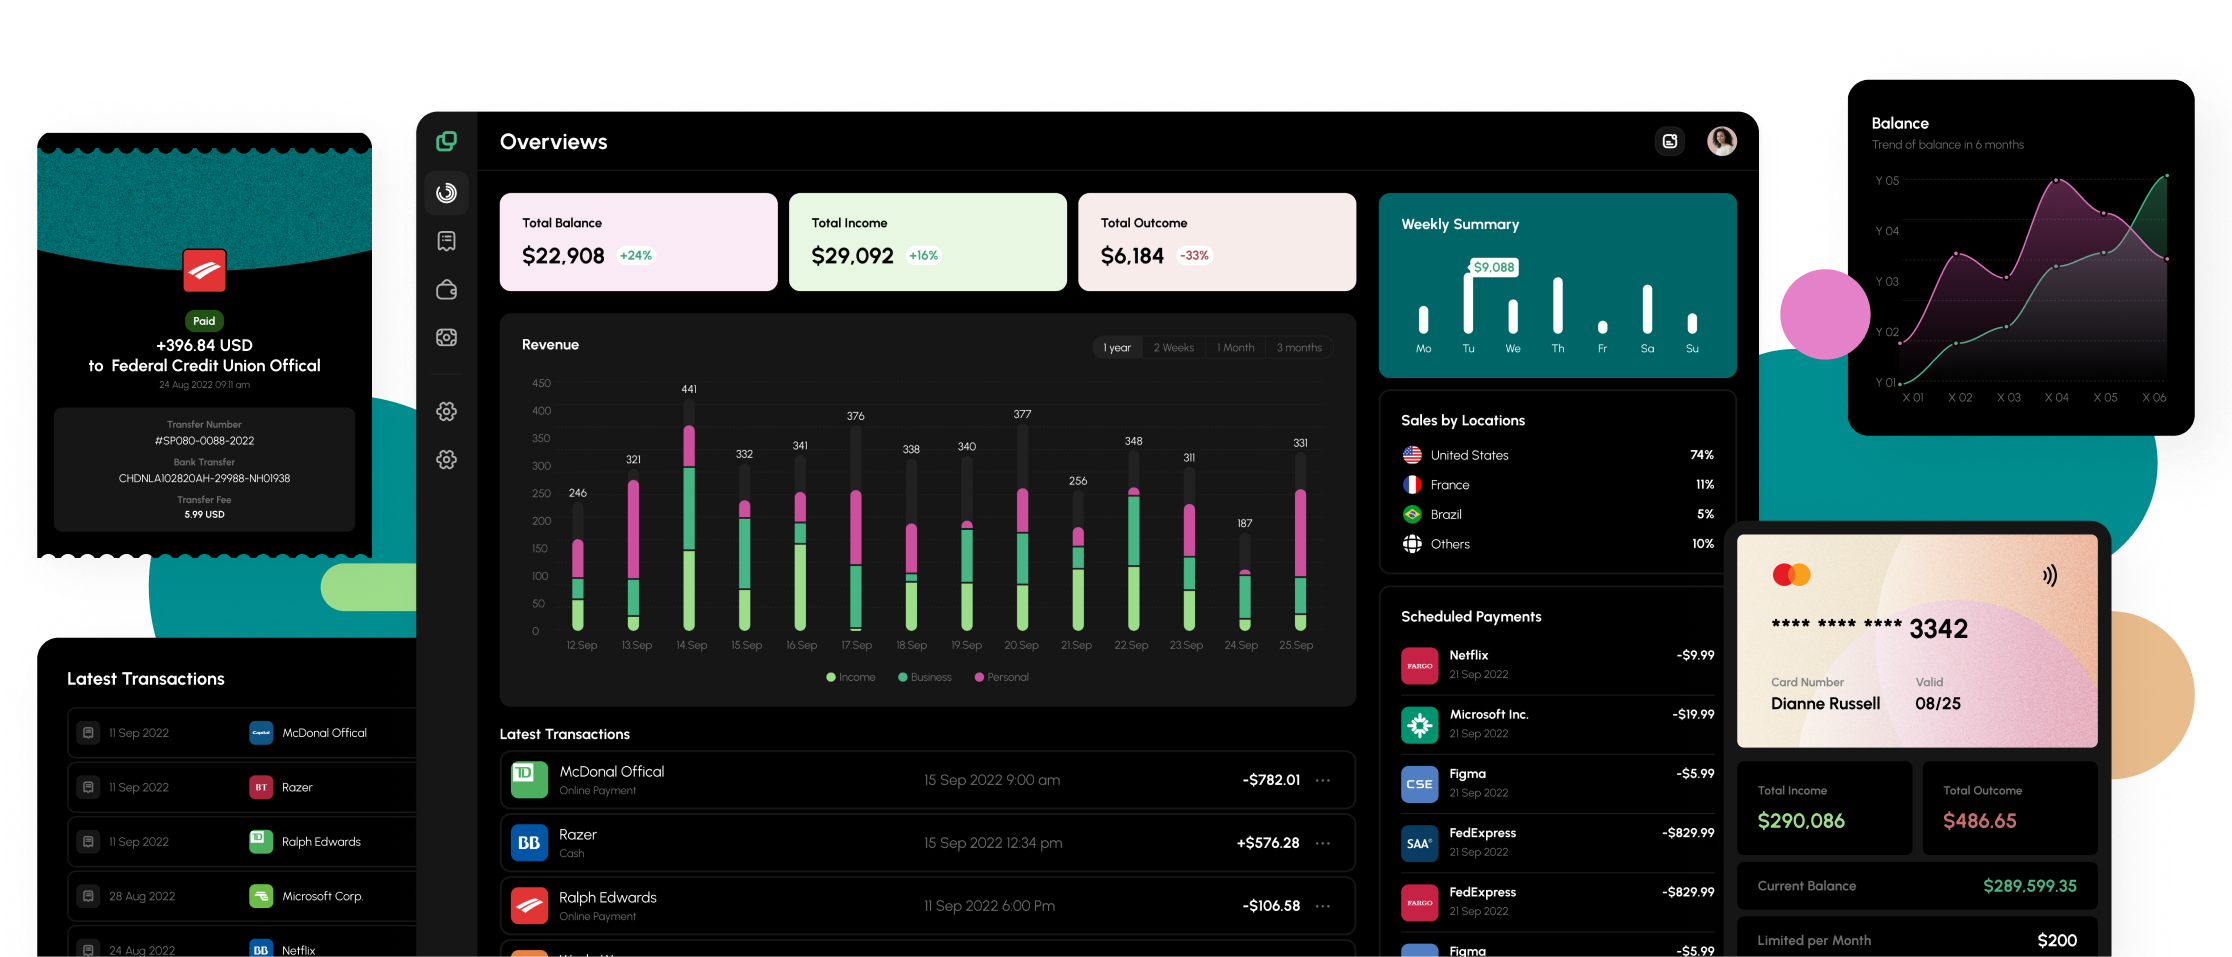 Paid
+396.84 USD
to Federal Credit Union Offical
24 Aug 2022 09:11 am
Transfer Number
#SP080-0088-2022
Bank Transfer
CHDNLA102820AH-29988-NH01938
Transfer Fee
5.99 USD
Latest Transactions
11 Sep 2022 Capital McDonal Offical
11 Sep 2022 BT Razer
11 Sep 2022 TD Ralph Edwards
28 Aug 2022 Microsoft Corp.
24 Aug 2022 BB Netflix
Overviews
Total Balance
$22,908 +24%
Total Income
$29,092 +16%
Total Outcome
$6,184 -33%
Revenue
1 year 2 Weeks 1 Month 3 months
450
400
350
300
250
200
150
100
50
0
246 321 441 332 341 376 338 340 377 256 348 311 187 331
12.Sep 13.Sep 14.Sep 15.Sep 16.Sep 17.Sep 18.Sep 19.Sep 20.Sep 21.Sep 22.Sep 23.Sep 24.Sep 25.Sep
Income Business Personal
Latest Transactions
TD McDonal Offical 15 Sep 2022 9:00 am -$782.01
Online Payment
BB Razer 15 Sep 2022 12:34 pm +$576.28
Cash
Ralph Edwards 11 Sep 2022 6:00 Pm -$106.58
Online Payment
Weekly Summary
$9,088
Mo Tu We Th Fr Sa Su
Sales by Locations
United States 74%
France 11%
Brazil 5%
Others 10%
Scheduled Payments
FARGO Netflix -$9.99
21 Sep 2022
Microsoft Inc. -$19.99
21 Sep 2022
CSE Figma -$5.99
21 Sep 2022
SAA® FedExpress -$829.99
21 Sep 2022
FARGO FedExpress -$829.99
21 Sep 2022
Figma -$5.99
Balance
Trend of balance in 6 months
Y 05
Y 04
Y 03
Y 02
Y 01
X 01 X 02 X 03 X 04 X 05 X 06
**** **** **** 3342
Card Number Valid
Dianne Russell 08/25
Total Income
$290,086
Total Outcome
$486.65
Current Balance $289,599.35
Limited per Month $200